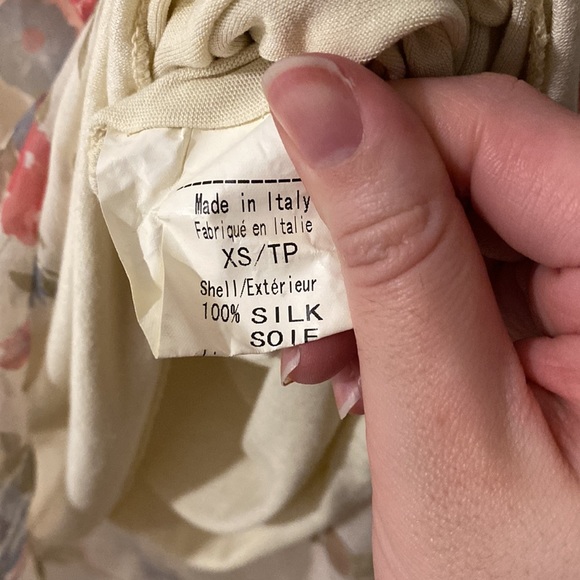 Made in Italy
Fabriqué en Italie
XS/TP
Shell/Extérieur
100% SILK
SOIE